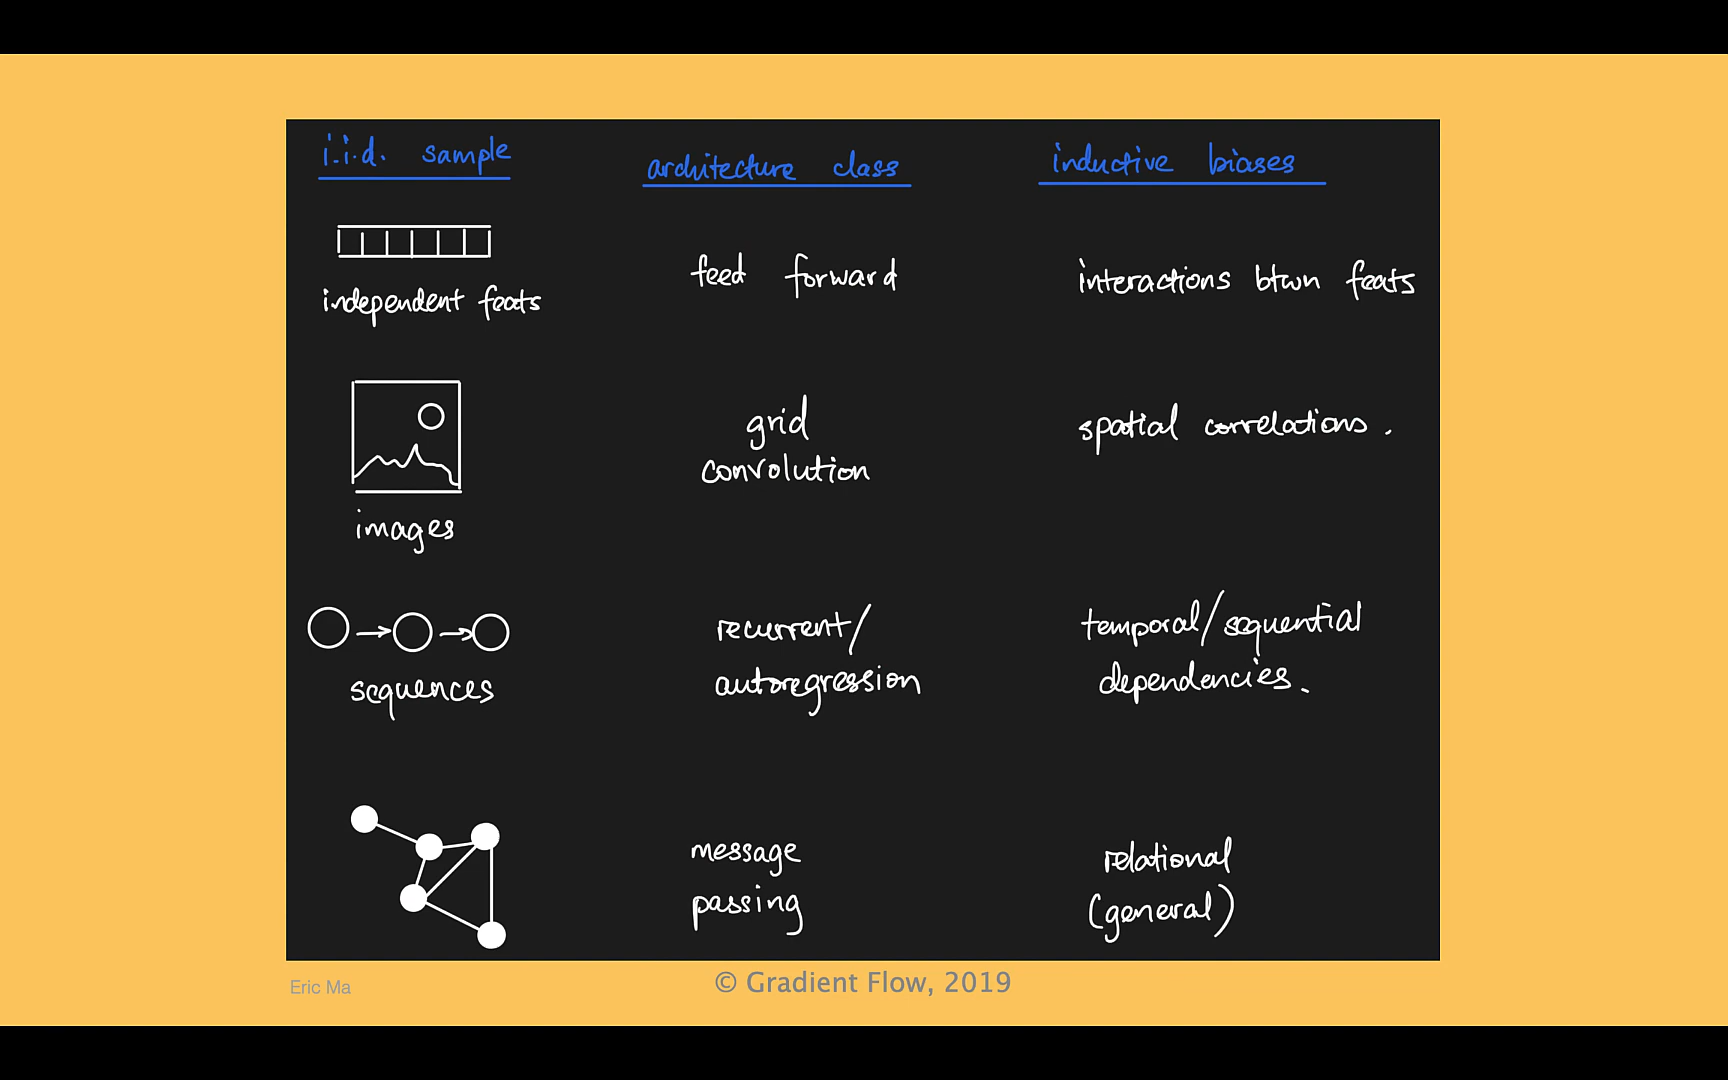 i.i.d. sample
architecture class
inductive biases
independent feats
feed forward
interactions btwn feats
images
grid
convolution
spatial correlations.
sequences
recurrent/
autoregression
temporal/sequential
dependencies.
message
passing
relational
(general)
Eric Ma
© Gradient Flow, 2019